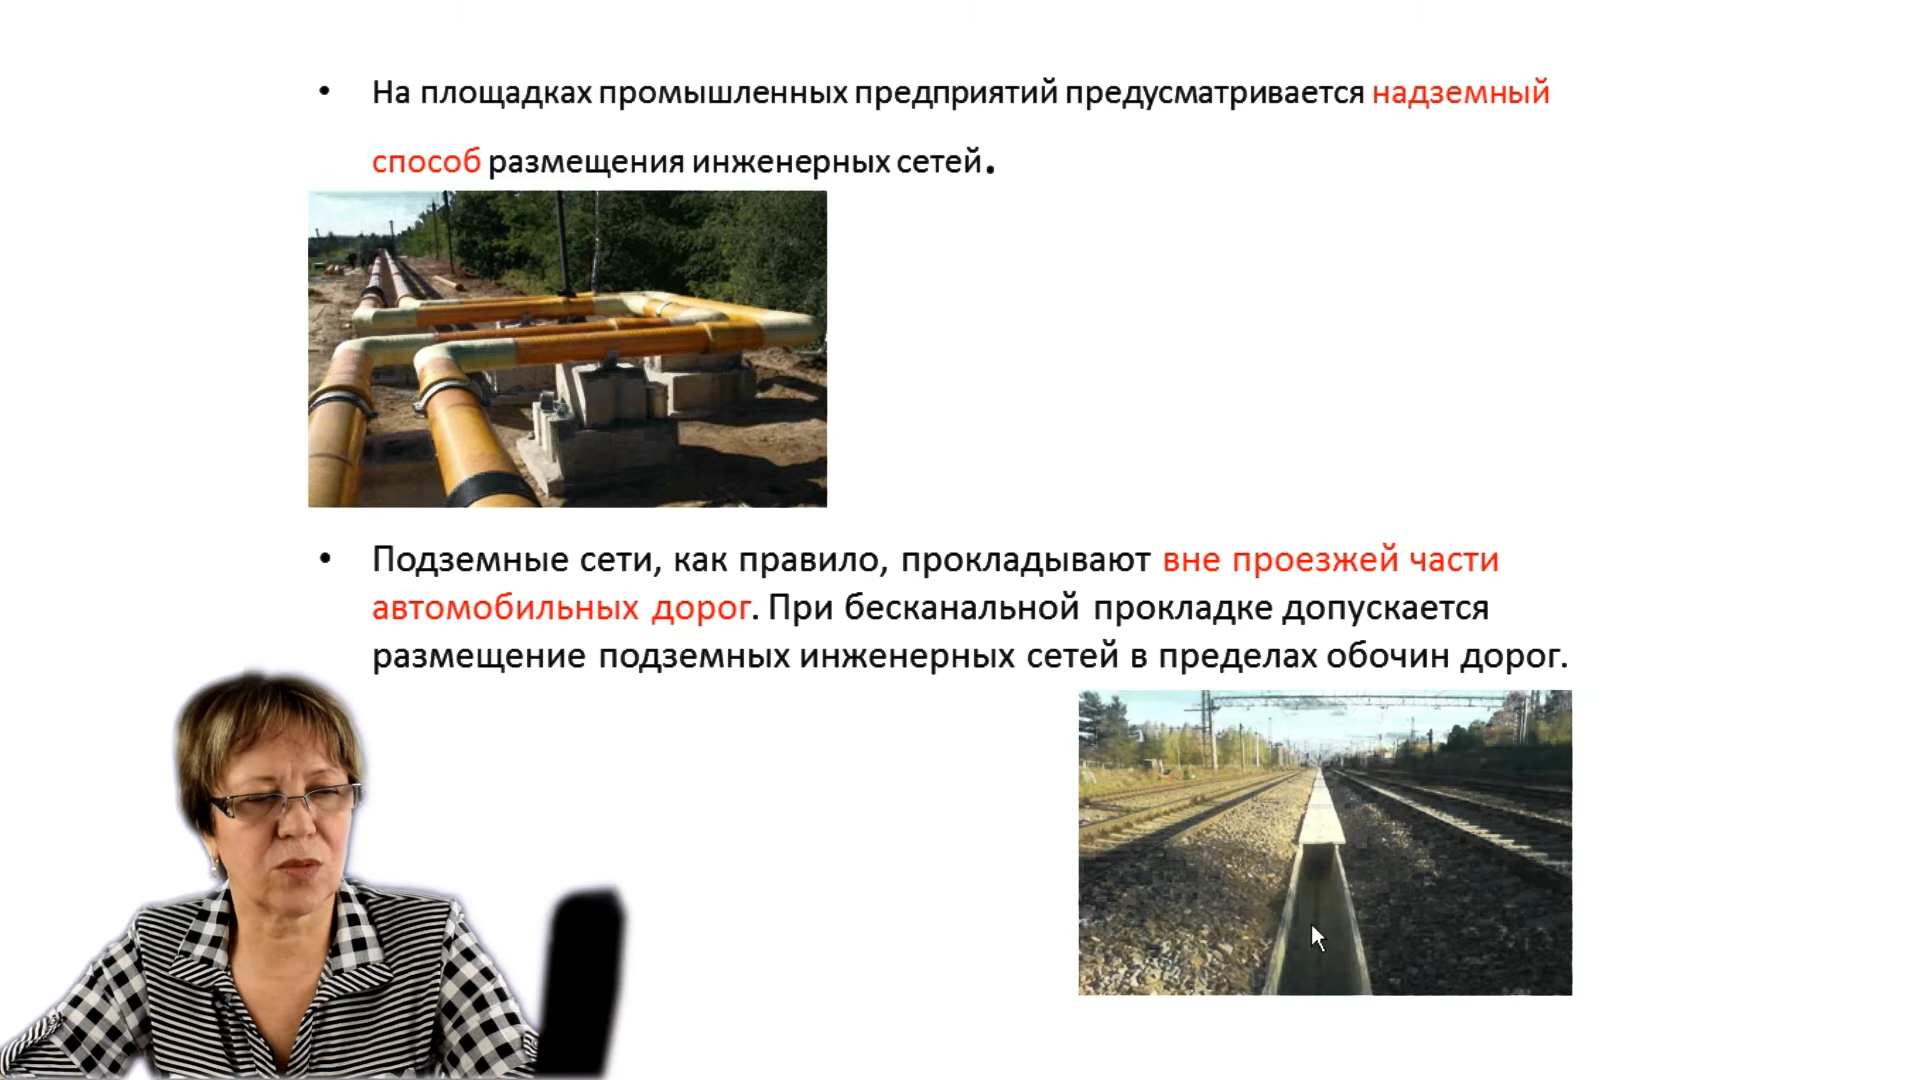 • На площадках промышленных предприятий предусматривается надземный
способ размещения инженерных сетей.
• Подземные сети, как правило, прокладывают вне проезжей части
автомобильных дорог. При бесканальной прокладке допускается
размещение подземных инженерных сетей в пределах обочин дорог.